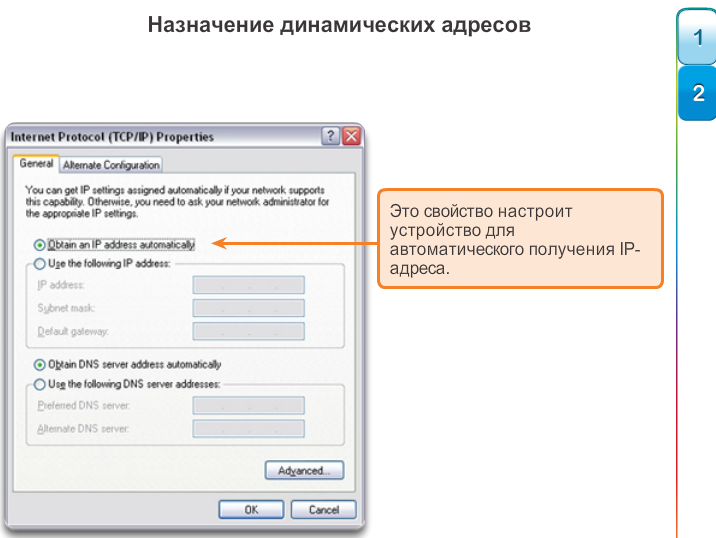 Назначение динамических адресов
1
2
Internet Protocol (TCP/IP) Properties
?
General
Alternate Configuration
You can get IP settings assigned automatically if your network supports
this capability. Otherwise, you need to ask your network administrator for
the appropriate IP settings.
Obtain an IP address automatically
Use the following IP address:
IP address:
Subnet mask:
Default gateway:
Obtain DNS server address automatically
Use the following DNS server addresses:
Preferred DNS server:
Alternate DNS server:
Advanced...
OK
Cancel
Это свойство настроит
устройство для
автоматического получения IP-
адреса.